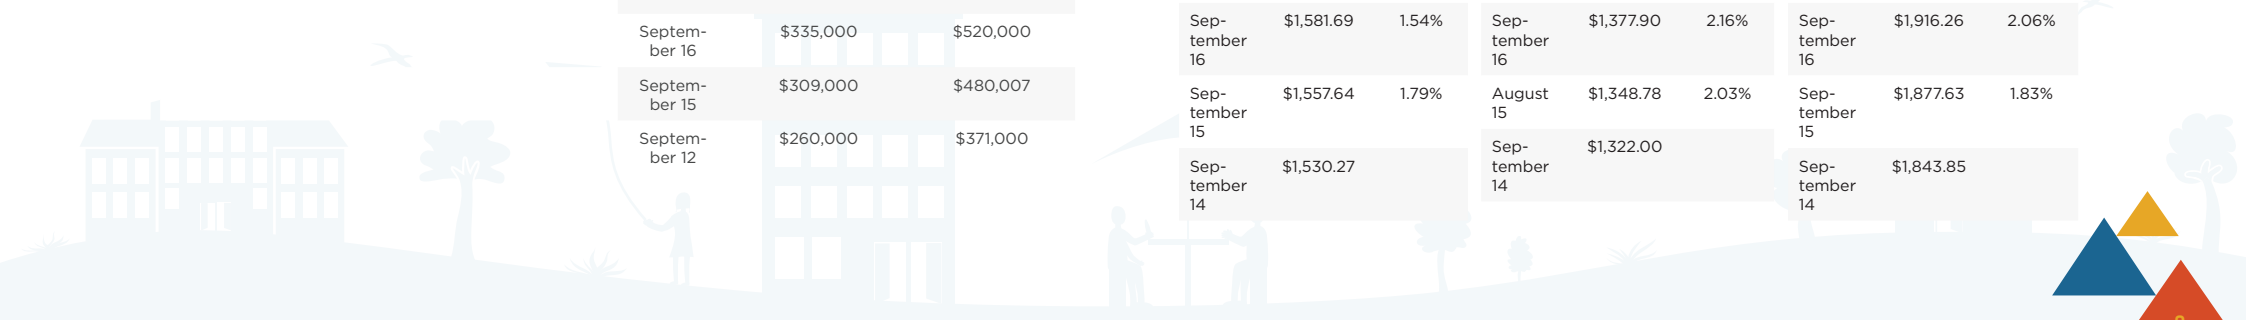 Septem-
ber 16 $335,000 $520,000
Septem-
ber 15 $309,000 $480,007
Septem-
ber 12 $260,000 $371,000
Sep-
tember
16 $1,581.69 1.54%
Sep-
tember
15 $1,557.64 1.79%
Sep-
tember
14 $1,530.27
Sep-
tember
16 $1,377.90 2.16%
August
15 $1,348.78 2.03%
Sep-
tember
14 $1,322.00
Sep-
tember
16 $1,916.26 2.06%
Sep-
tember
15 $1,877.63 1.83%
Sep-
tember
14 $1,843.85